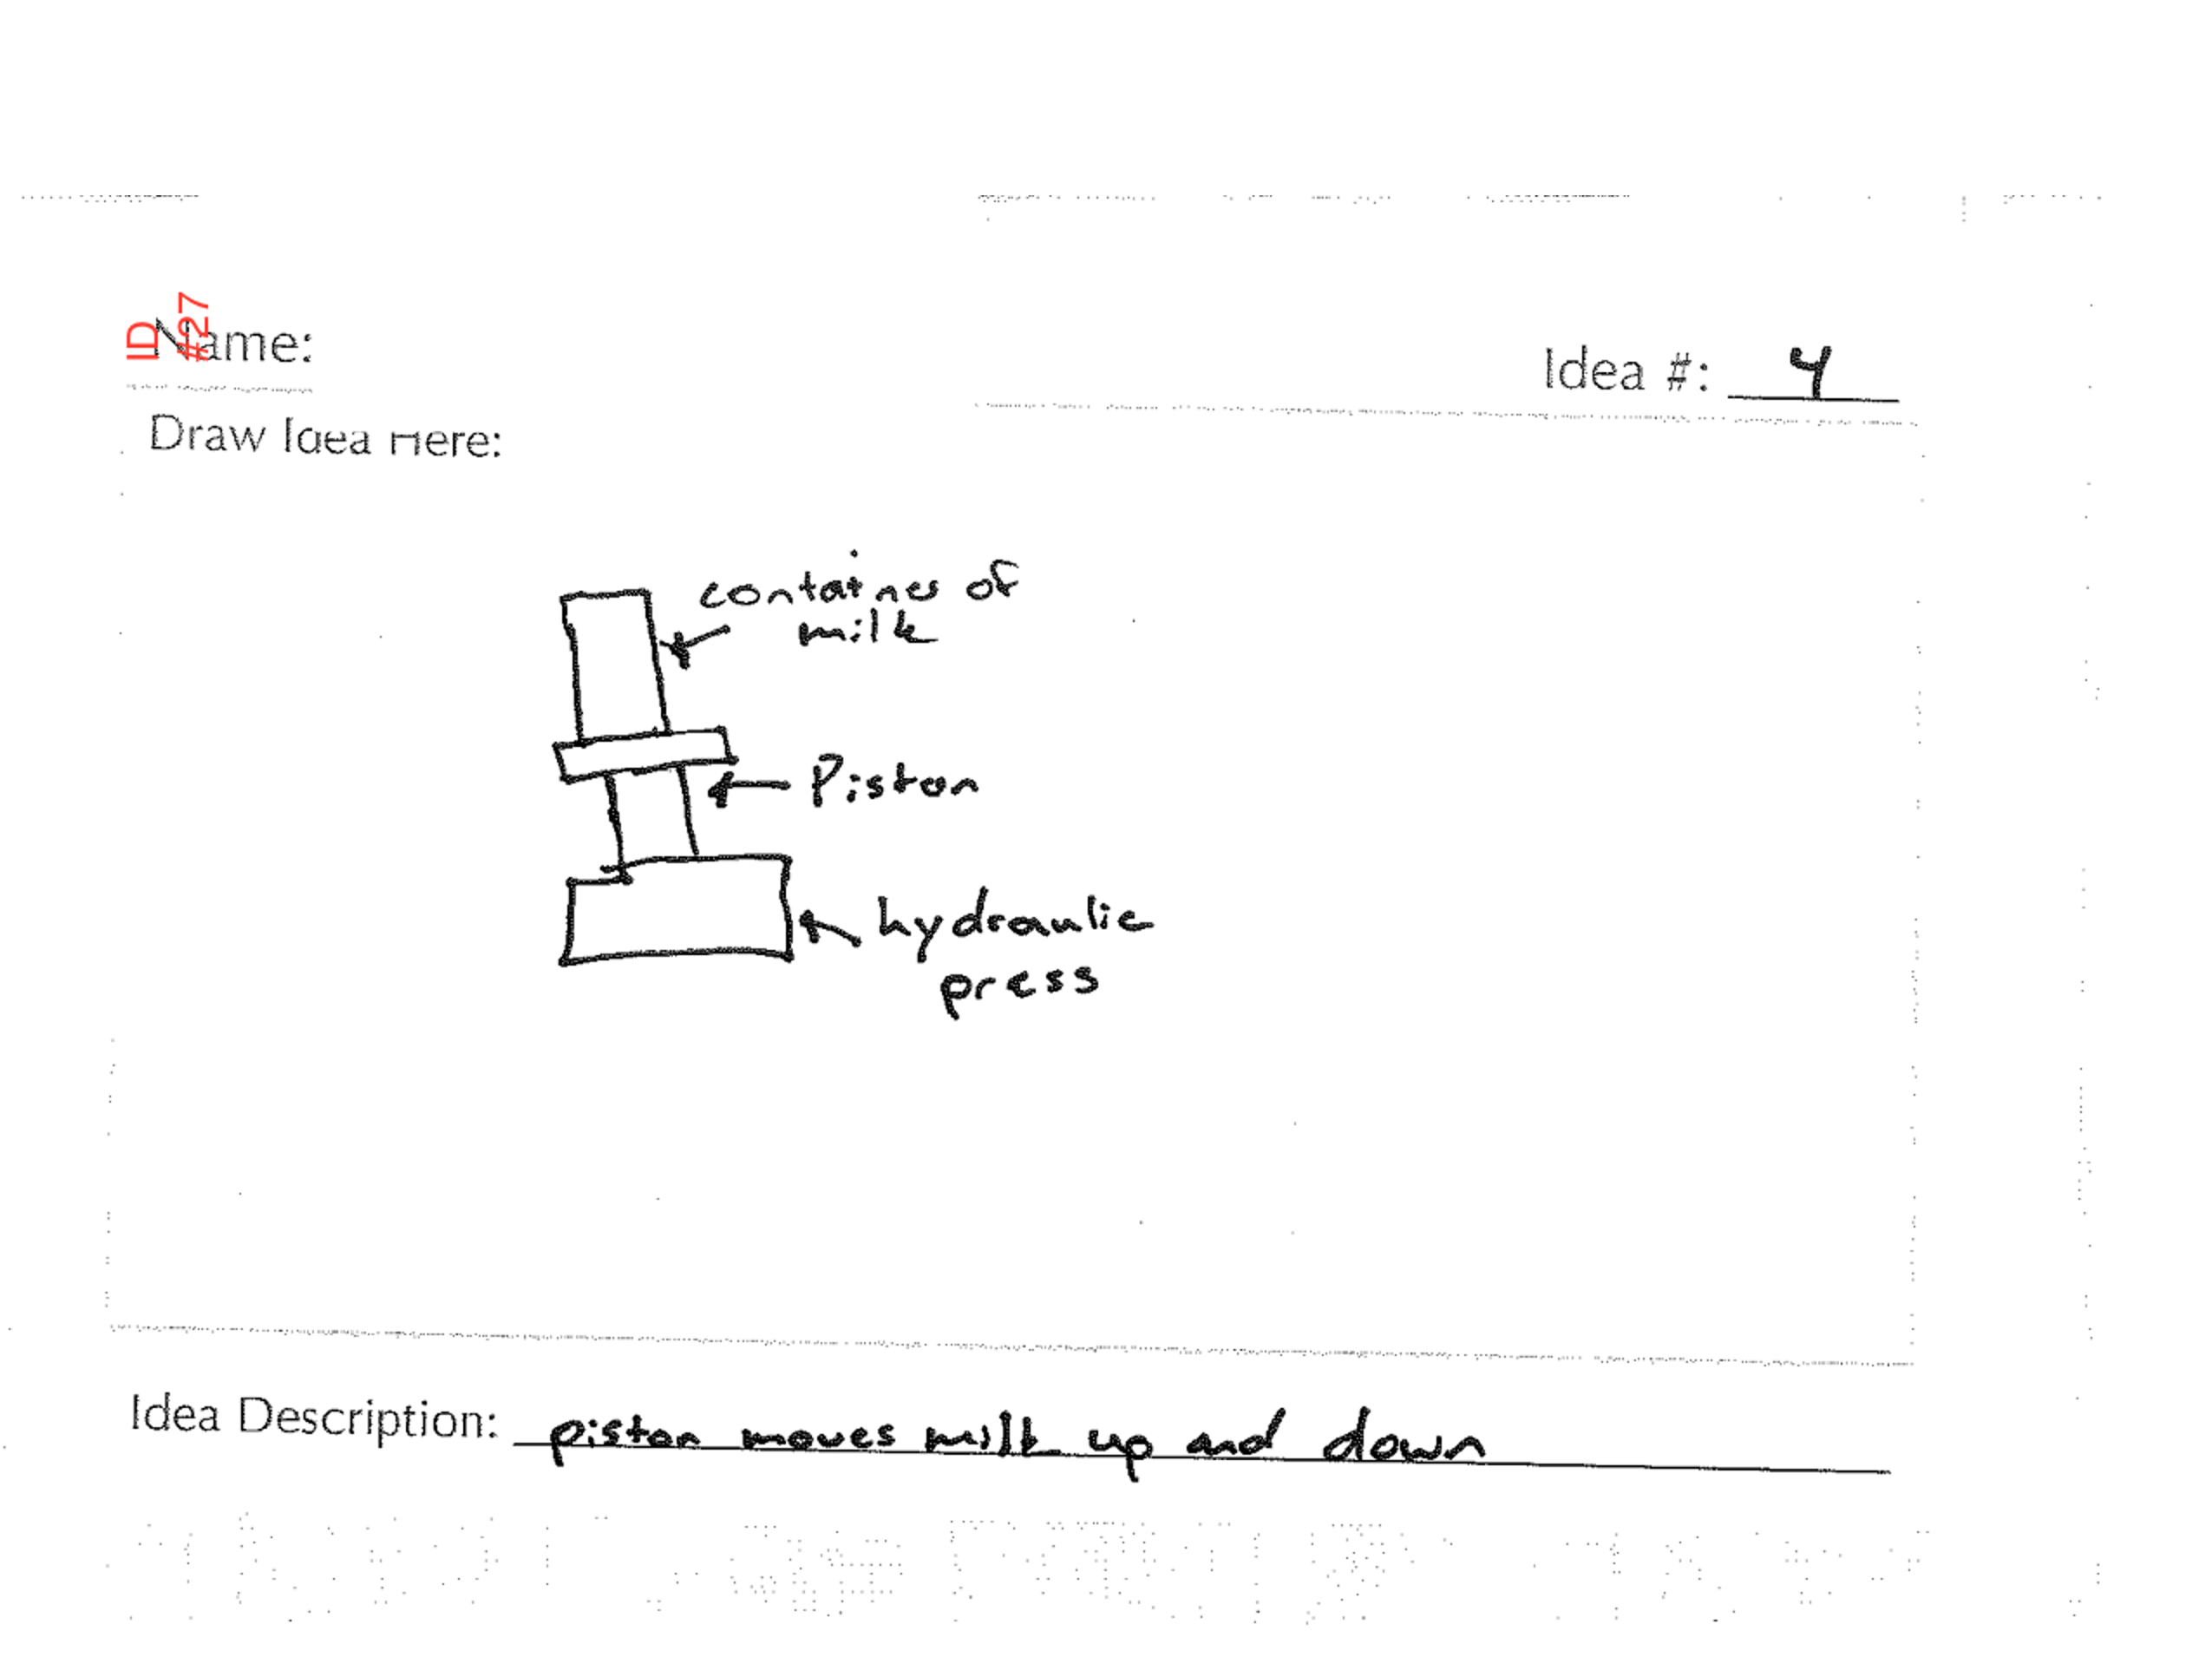 ID
#27
Name:
Idea #: 4
Draw Idea Here:
container of
milk
Piston
hydraulic
press
Idea Description: piston moves milk up and down